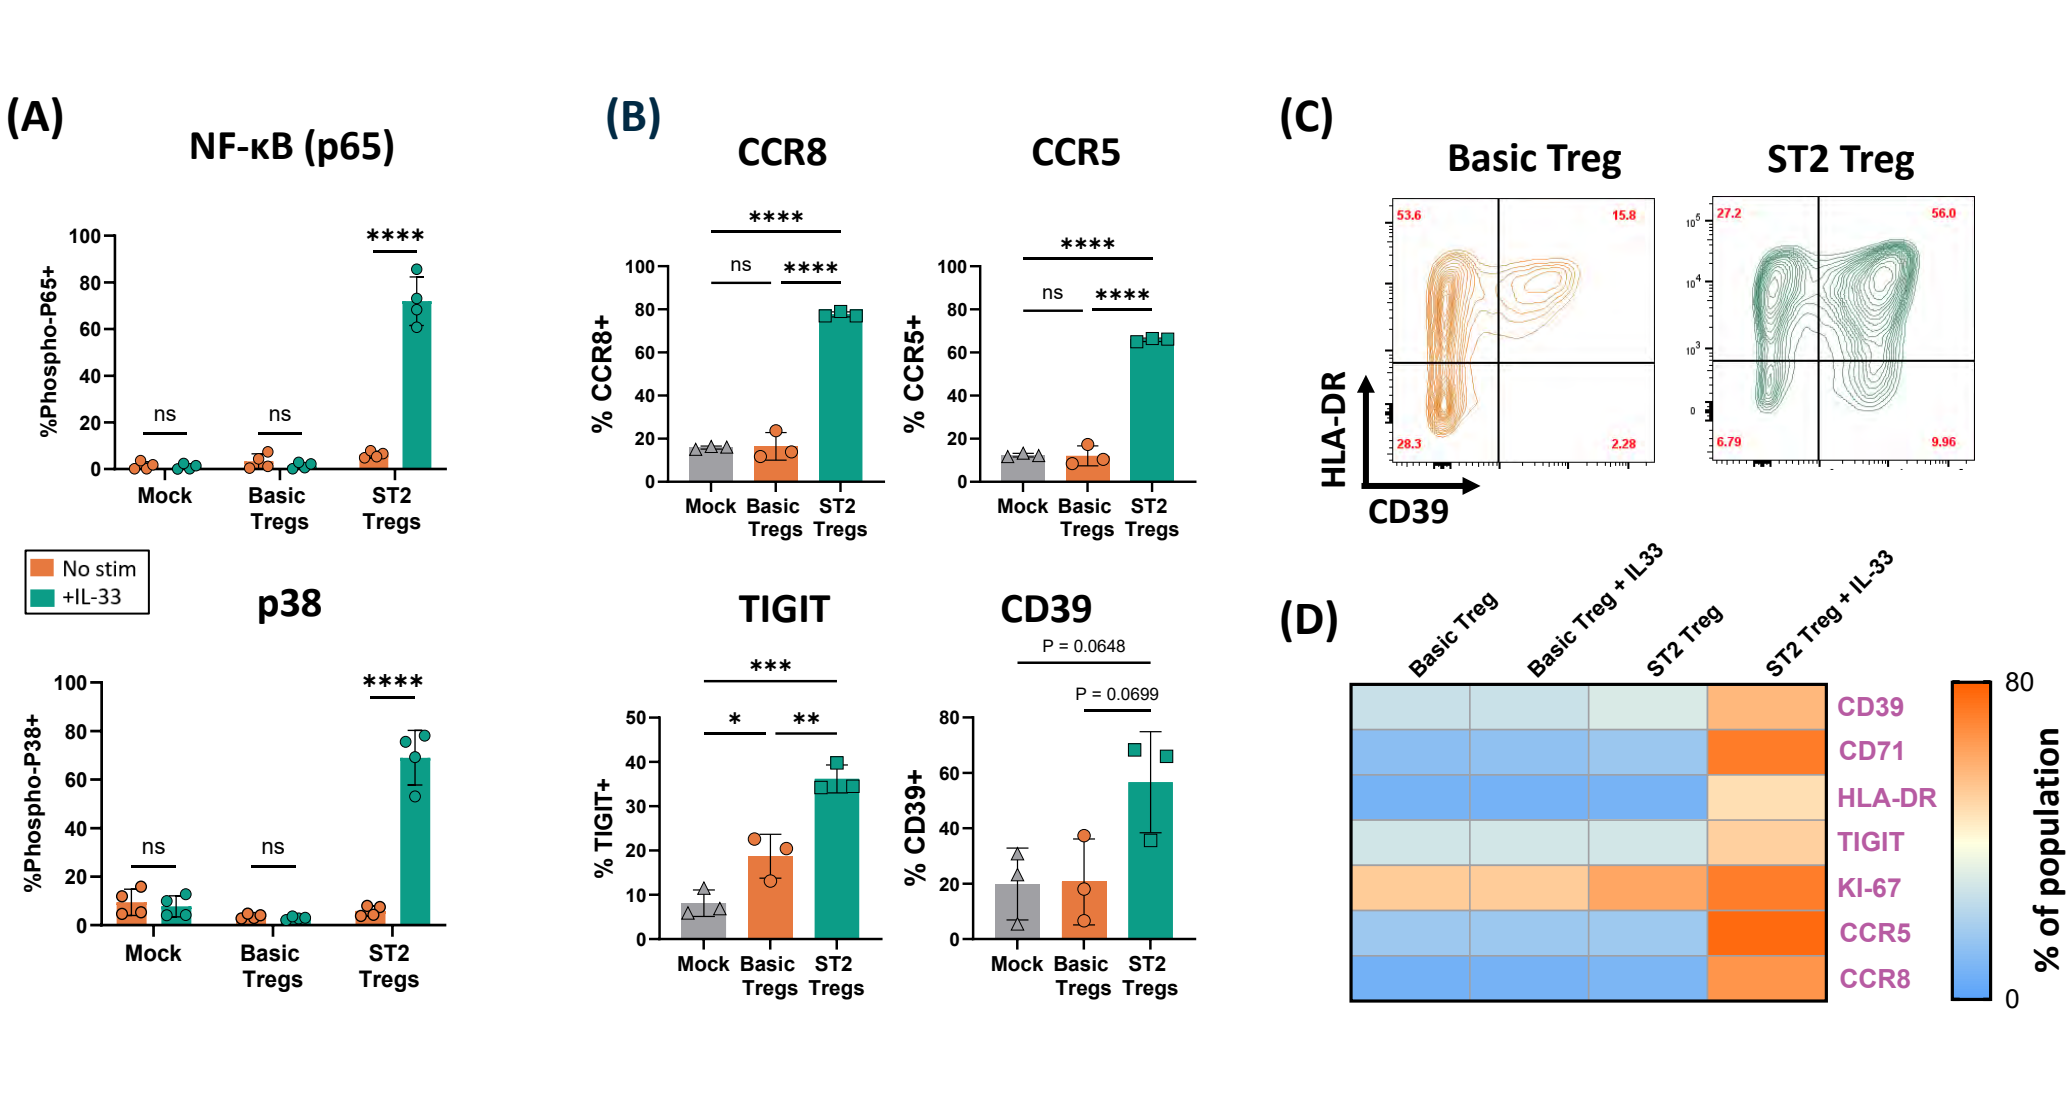 (A)
NF-κB (p65)
%Phospho-P65+
100
80
60
40
20
0
ns
ns
****
Mock
Basic
Tregs
ST2
Tregs
No stim
+IL-33
p38
%Phospho-P38+
100
80
60
40
20
0
ns
ns
****
Mock
Basic
Tregs
ST2
Tregs
(B)
CCR8
% CCR8+
100
80
60
40
20
0
****
ns
****
Mock
Basic
Tregs
ST2
Tregs
CCR5
% CCR5+
100
80
60
40
20
0
****
ns
****
Mock
Basic
Tregs
ST2
Tregs
TIGIT
% TIGIT+
50
40
30
20
10
0
***
*
**
Mock
Basic
Tregs
ST2
Tregs
CD39
% CD39+
80
60
40
20
0
P = 0.0648
P = 0.0699
Mock
Basic
Tregs
ST2
Tregs
(C)
Basic Treg
53.6
15.8
28.3
2.28
ST2 Treg
10⁵
10⁴
10³
0
27.2
56.0
6.79
9.96
HLA-DR
CD39
(D)
Basic Treg
Basic Treg + IL33
ST2 Treg
ST2 Treg + IL-33
CD39
CD71
HLA-DR
TIGIT
KI-67
CCR5
CCR8
80
0
% of population